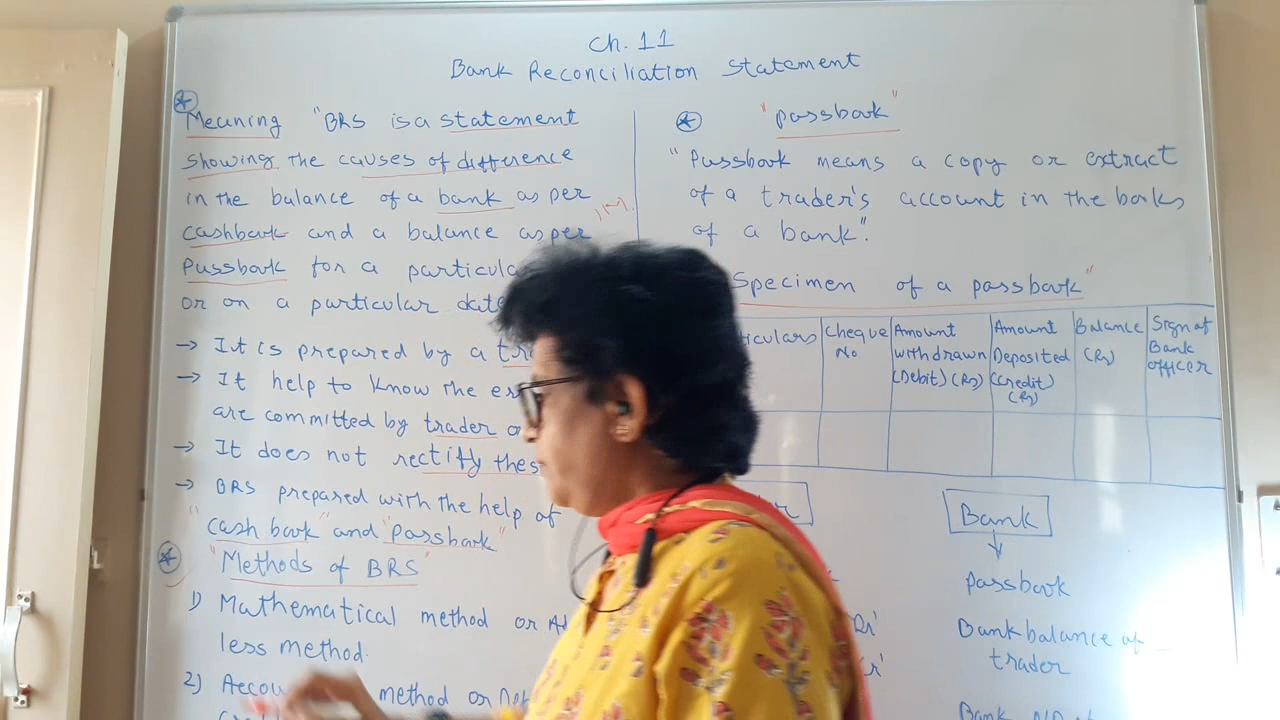 Ch. 11
Bank Reconciliation Statement
Meaning "BRS is a statement
showing the causes of difference
in the balance of a bank as per
cashbook and a balance as per
Passbook for a particular
or on a particular date
→ It is prepared by a
→ It help to know the
are committed by trader
→ It does not rectify
→ BRS prepared with the help of
"cash book" and "Passbook"
"Methods of BRS"
1) Mathematical method or
less method.
2) method or
"passbook"
"Passbook means a copy or extract
of a trader's account in the books
of a bank".
Specimen of a passbook"
Cheque No
Amount withdrawn (Debit) (Rs)
Amount Deposited (Credit) (Rs)
Balance (Rs)
Sign of Bank officer
Bank
Passbook
Bank balance of
trader
Bank